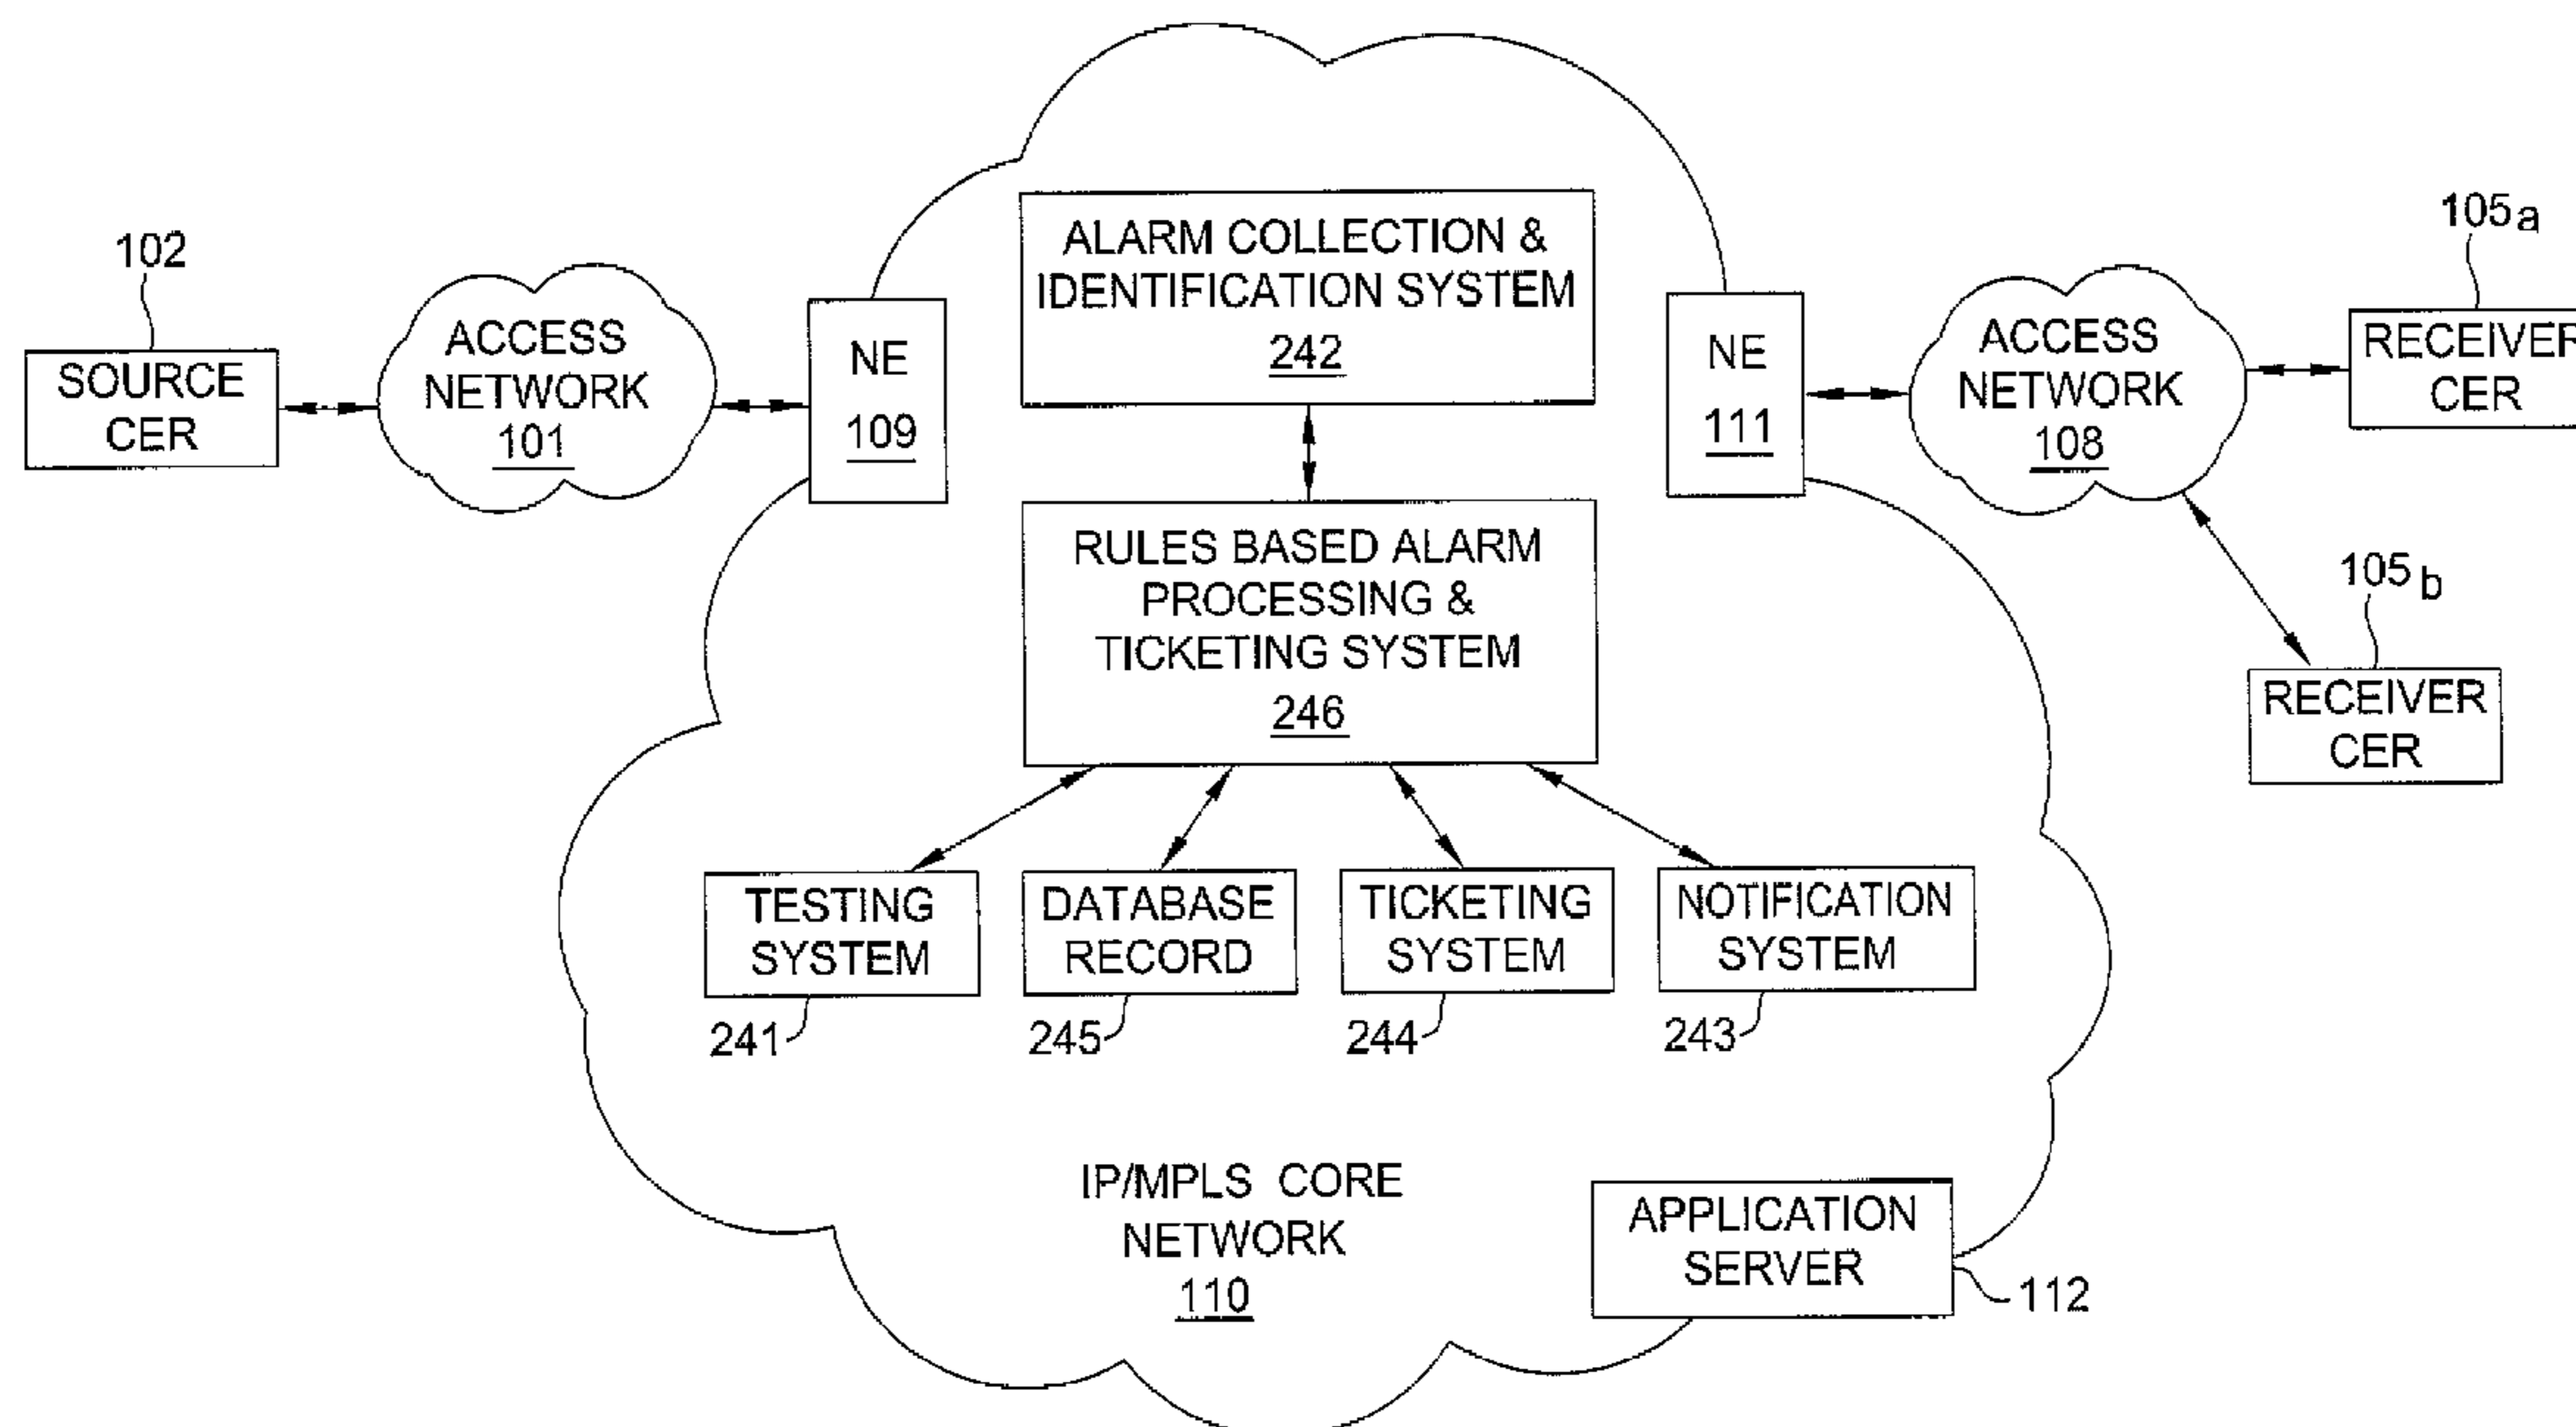 102
SOURCE
CER
ACCESS
NETWORK
101
NE
109
ALARM COLLECTION &
IDENTIFICATION SYSTEM
242
RULES BASED ALARM
PROCESSING &
TICKETING SYSTEM
246
NE
111
ACCESS
NETWORK
108
105a
RECEIVER
CER
105b
RECEIVER
CER
TESTING
SYSTEM
241
DATABASE
RECORD
245
TICKETING
SYSTEM
244
NOTIFICATION
SYSTEM
243
IP/MPLS CORE
NETWORK
110
APPLICATION
SERVER
112